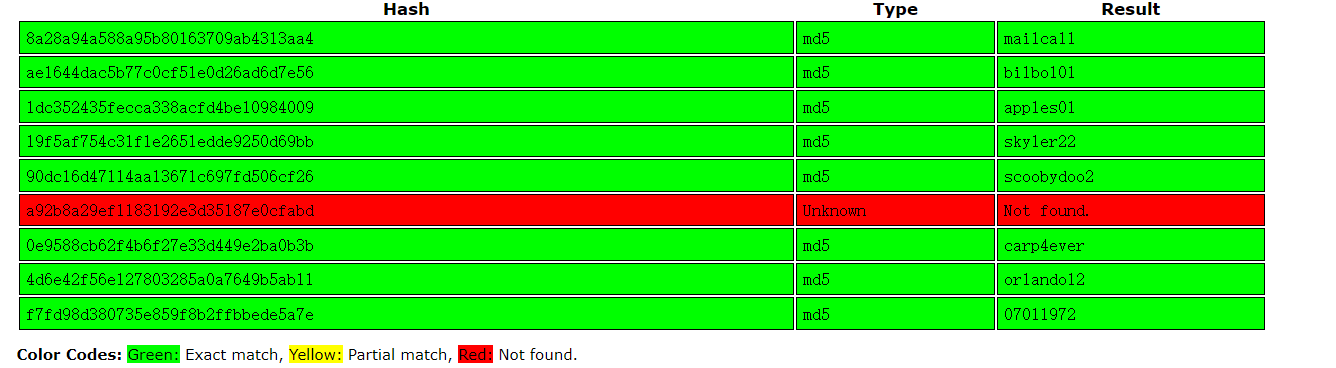 Hash Type Result
8a28a94a588a95b80163709ab4313aa4 md5 mailcall
ae1644dac5b77c0cf51e0d26ad6d7e56 md5 bilbo101
1dc352435fecca338acfd4be10984009 md5 apples01
19f5af754c31f1e2651edde9250d69bb md5 skyler22
90dc16d47114aa13671c697fd506cf26 md5 scoobydoo2
a92b8a29ef1183192e3d35187e0cfabd Unknown Not found.
0e9588cb62f4b6f27e33d449e2ba0b3b md5 carp4ever
4d6e42f56e127803285a0a7649b5ab11 md5 orlando12
f7fd98d380735e859f8b2ffbbede5a7e md5 07011972
Color Codes: Green: Exact match, Yellow: Partial match, Red: Not found.